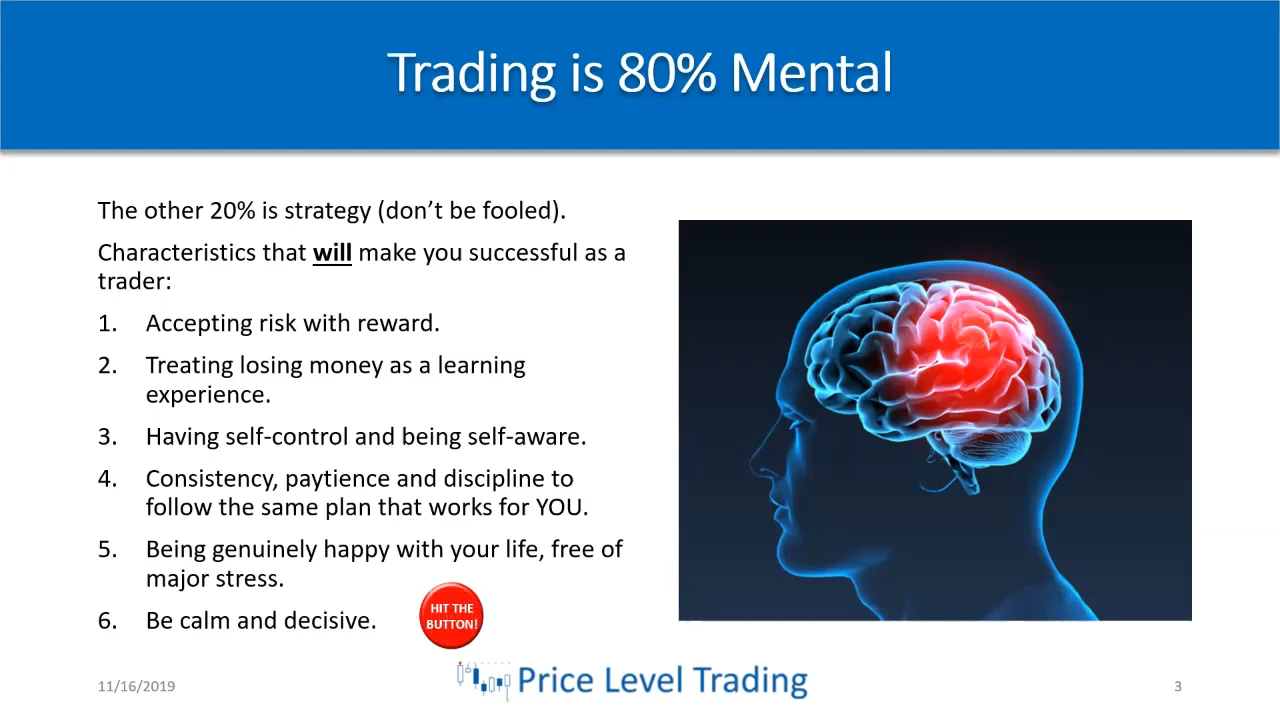 Trading is 80% Mental
The other 20% is strategy (don’t be fooled).
Characteristics that will make you successful as a
trader:
1. Accepting risk with reward.
2. Treating losing money as a learning
experience.
3. Having self-control and being self-aware.
4. Consistency, paytience and discipline to
follow the same plan that works for YOU.
5. Being genuinely happy with your life, free of
major stress.
6. Be calm and decisive.
HIT THE
BUTTON!
11/16/2019
Price Level Trading
3